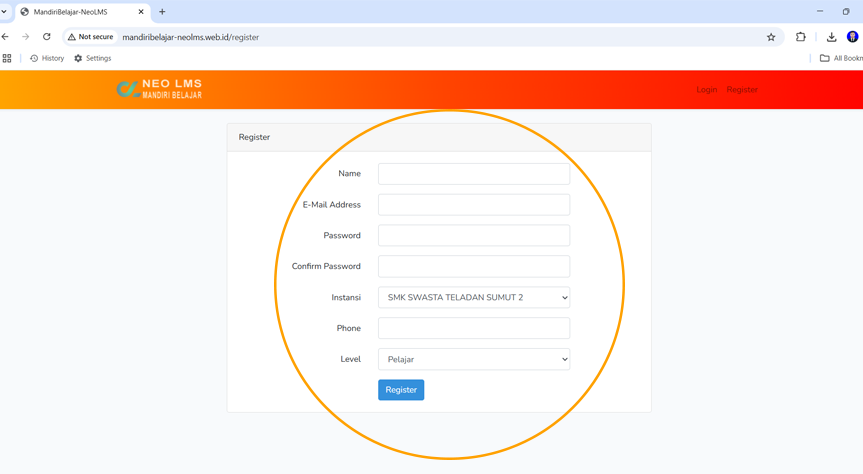 MandiriBelajar-NeoLMS
Not secure mandiribelajar-neolms.web.id/register
History Settings All Bookm
NEO LMS
MANDIRI BELAJAR
Login Register
Register
Name
E-Mail Address
Password
Confirm Password
Instansi SMK SWASTA TELADAN SUMUT 2
Phone
Level Pelajar
Register